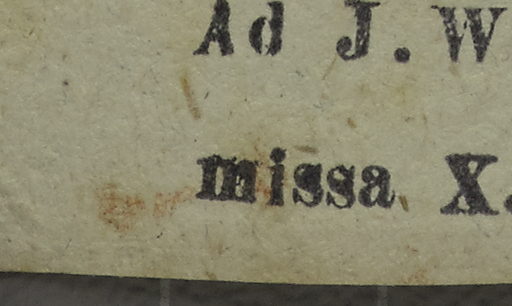 Ad J. W
missa X.